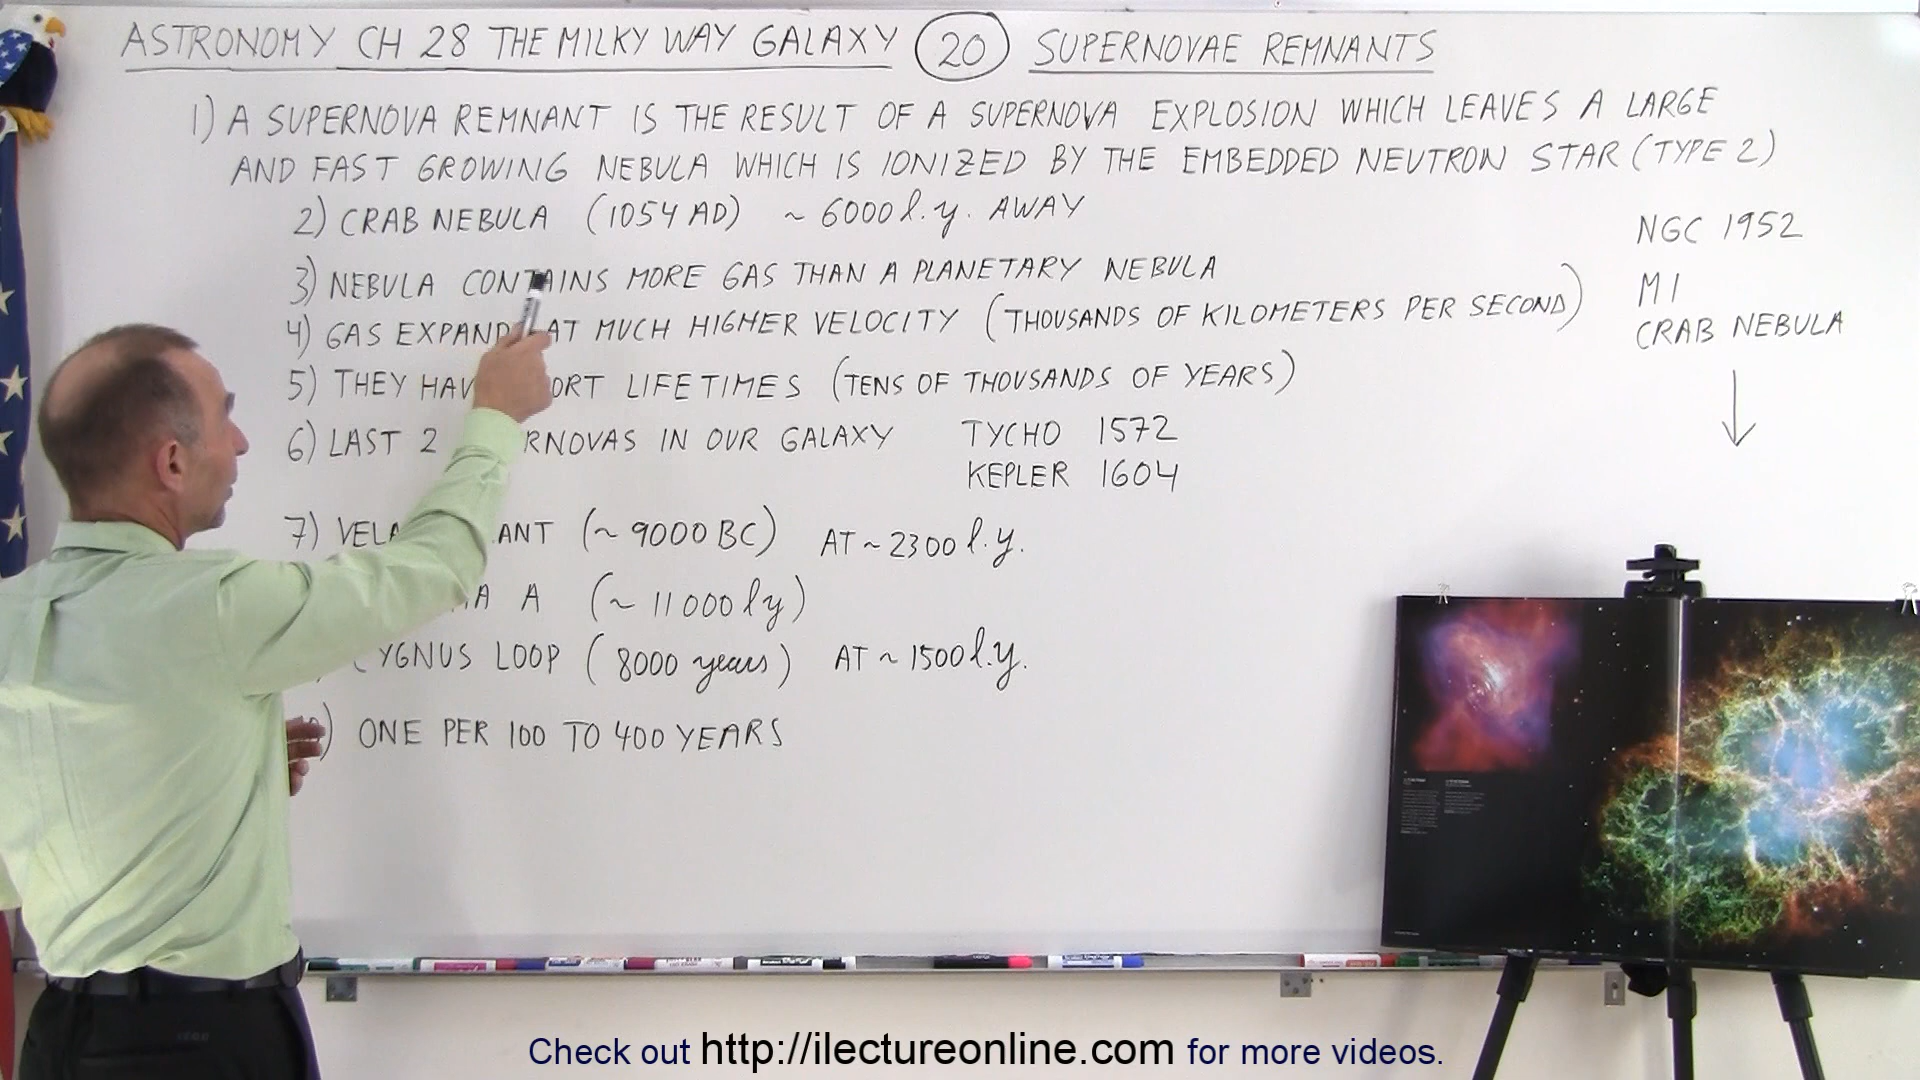 ASTRONOMY CH 28 THE MILKY WAY GALAXY 20 SUPERNOVAE REMNANTS
1) A SUPERNOVA REMNANT IS THE RESULT OF A SUPERNOVA EXPLOSION WHICH LEAVES A LARGE
AND FAST GROWING NEBULA WHICH IS IONIZED BY THE EMBEDDED NEUTRON STAR (TYPE 2)
2) CRAB NEBULA (1054 AD) ~ 6000 l.y. AWAY
3) NEBULA CONTAINS MORE GAS THAN A PLANETARY NEBULA
4) GAS EXPAND AT MUCH HIGHER VELOCITY (THOUSANDS OF KILOMETERS PER SECOND)
5) THEY HAV ORT LIFETIMES (TENS OF THOUSANDS OF YEARS)
6) LAST 2 RNOVAS IN OUR GALAXY TYCHO 1572
KEPLER 1604
7) VELA ANT (~ 9000 BC) AT ~ 2300 l.y.
A (~ 11000 ly)
CYGNUS LOOP (8000 years) AT ~ 1500 l.y.
) ONE PER 100 TO 400 YEARS
NGC 1952
M1
CRAB NEBULA
Check out http://ilectureonline.com for more videos.